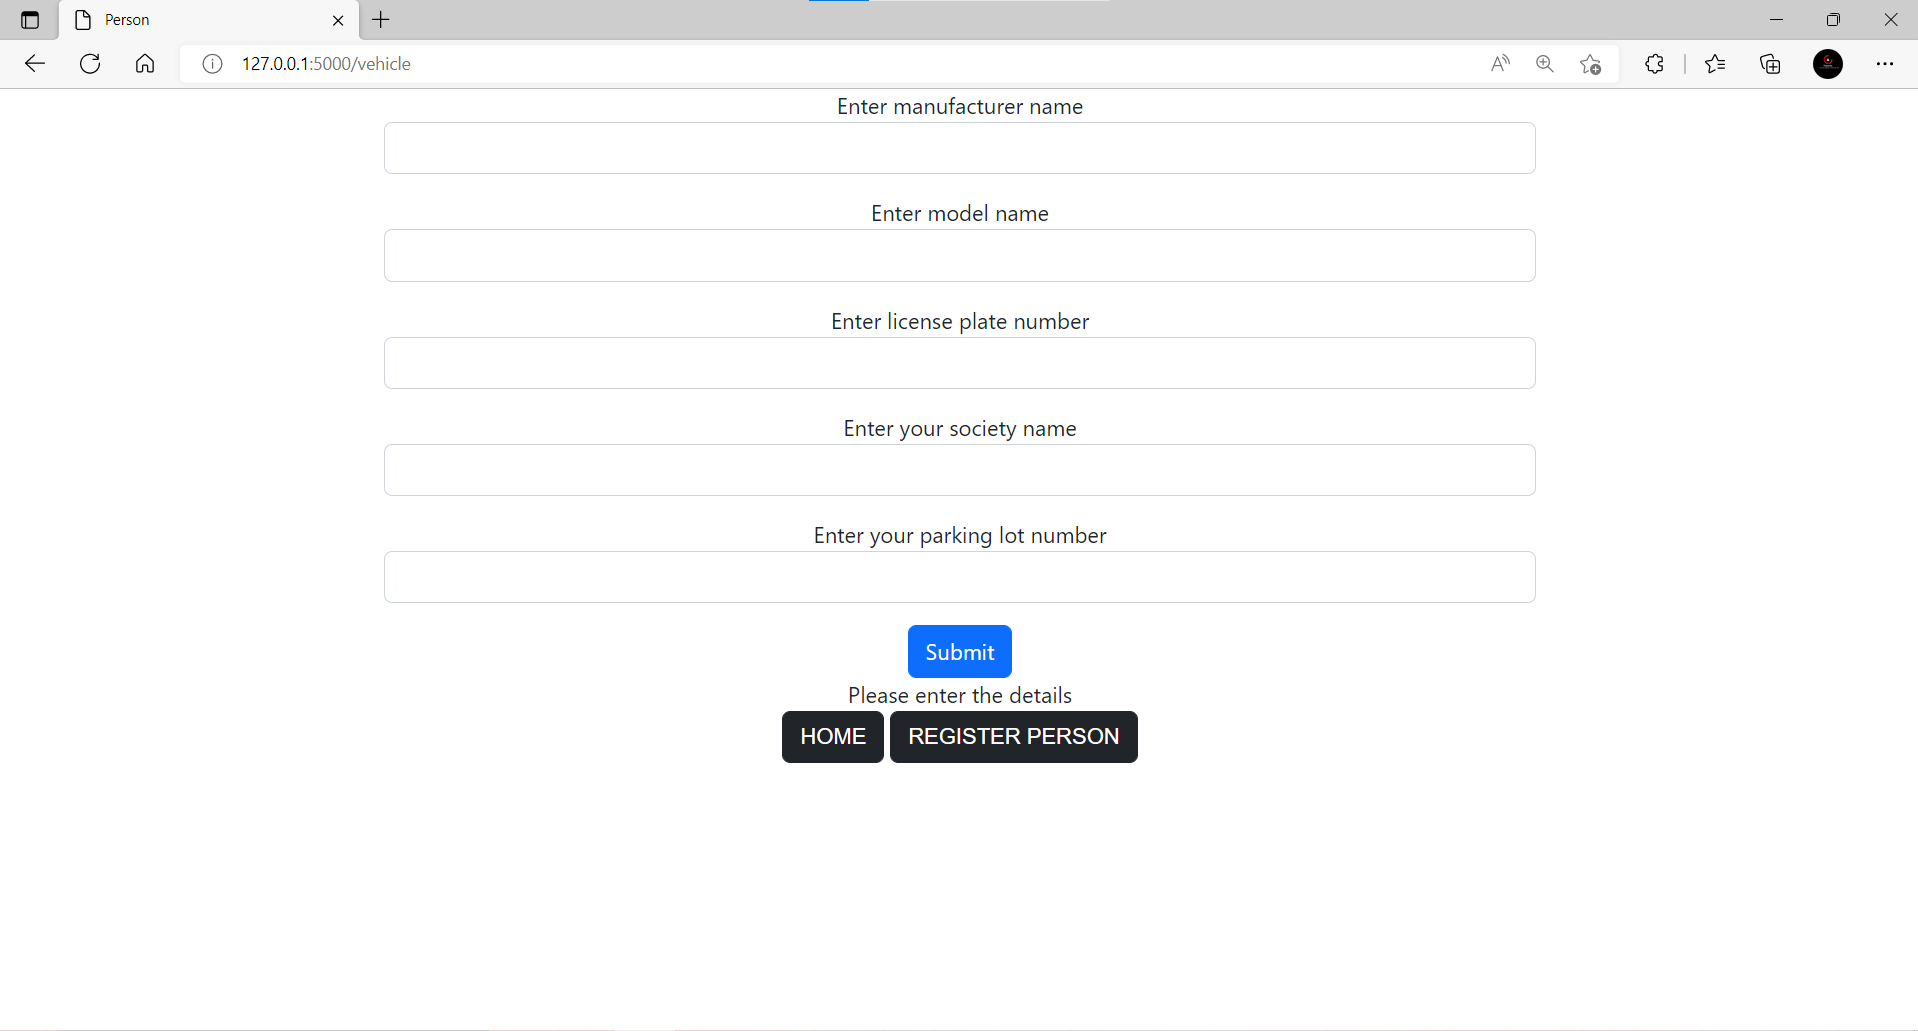 Person
127.0.0.1:5000/vehicle
Enter manufacturer name
Enter model name
Enter license plate number
Enter your society name
Enter your parking lot number
Submit
Please enter the details
HOME REGISTER PERSON